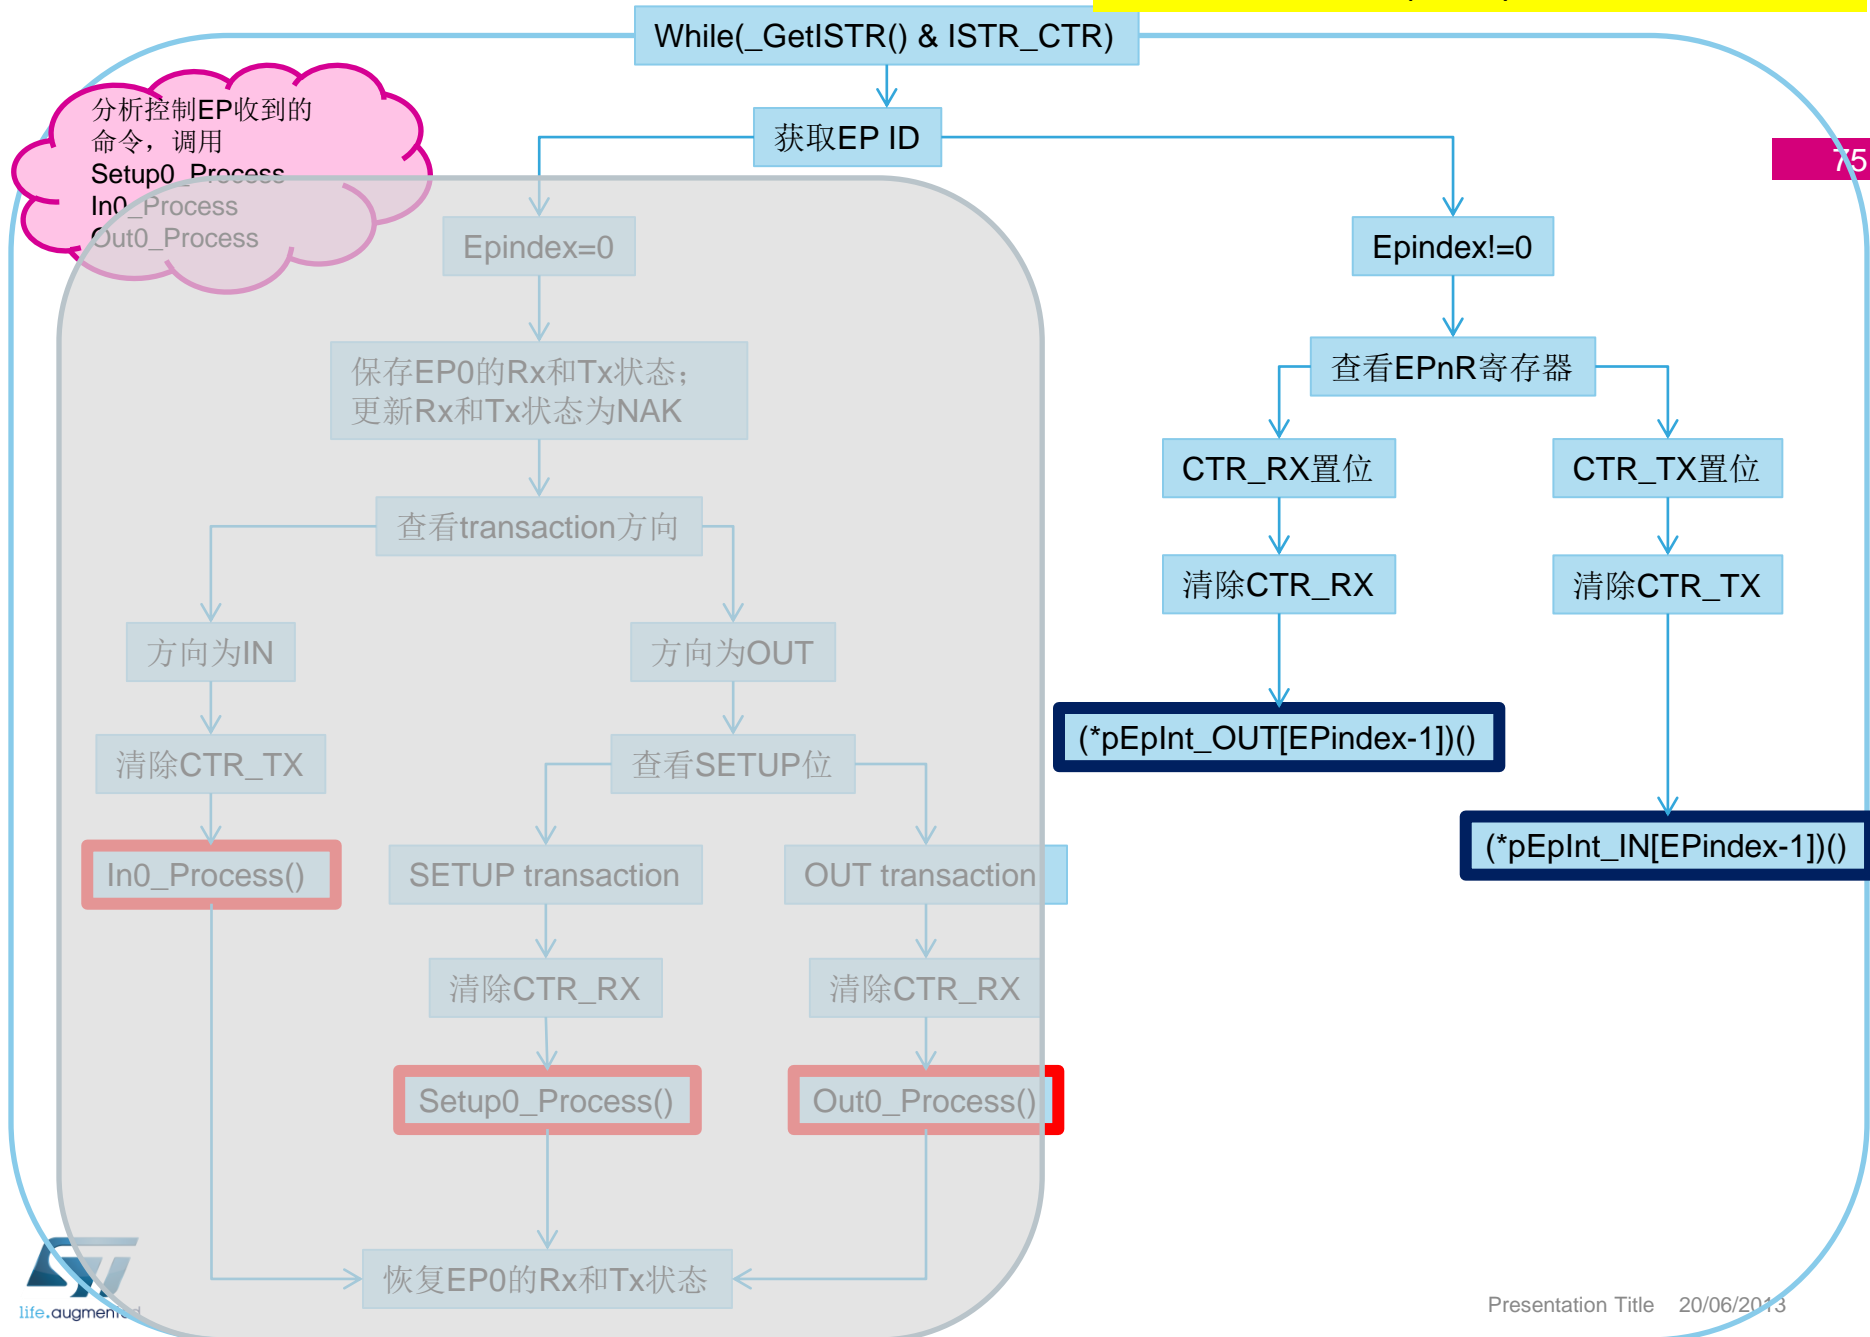 While(_GetISTR() & ISTR_CTR)
分析控制EP收到的
命令，调用
Setup0_Process
In0_Process
Out0_Process
获取EP ID
75
Epindex=0
Epindex!=0
保存EP0的Rx和Tx状态;
更新Rx和Tx状态为NAK
查看EPnR寄存器
CTR_RX置位
CTR_TX置位
查看transaction方向
清除CTR_RX
清除CTR_TX
方向为IN
方向为OUT
(*pEpInt_OUT[EPindex-1])()
清除CTR_TX
查看SETUP位
(*pEpInt_IN[EPindex-1])()
In0_Process()
SETUP transaction
OUT transaction
清除CTR_RX
清除CTR_RX
Setup0_Process()
Out0_Process()
恢复EP0的Rx和Tx状态
life.augmented
Presentation Title 20/06/2013